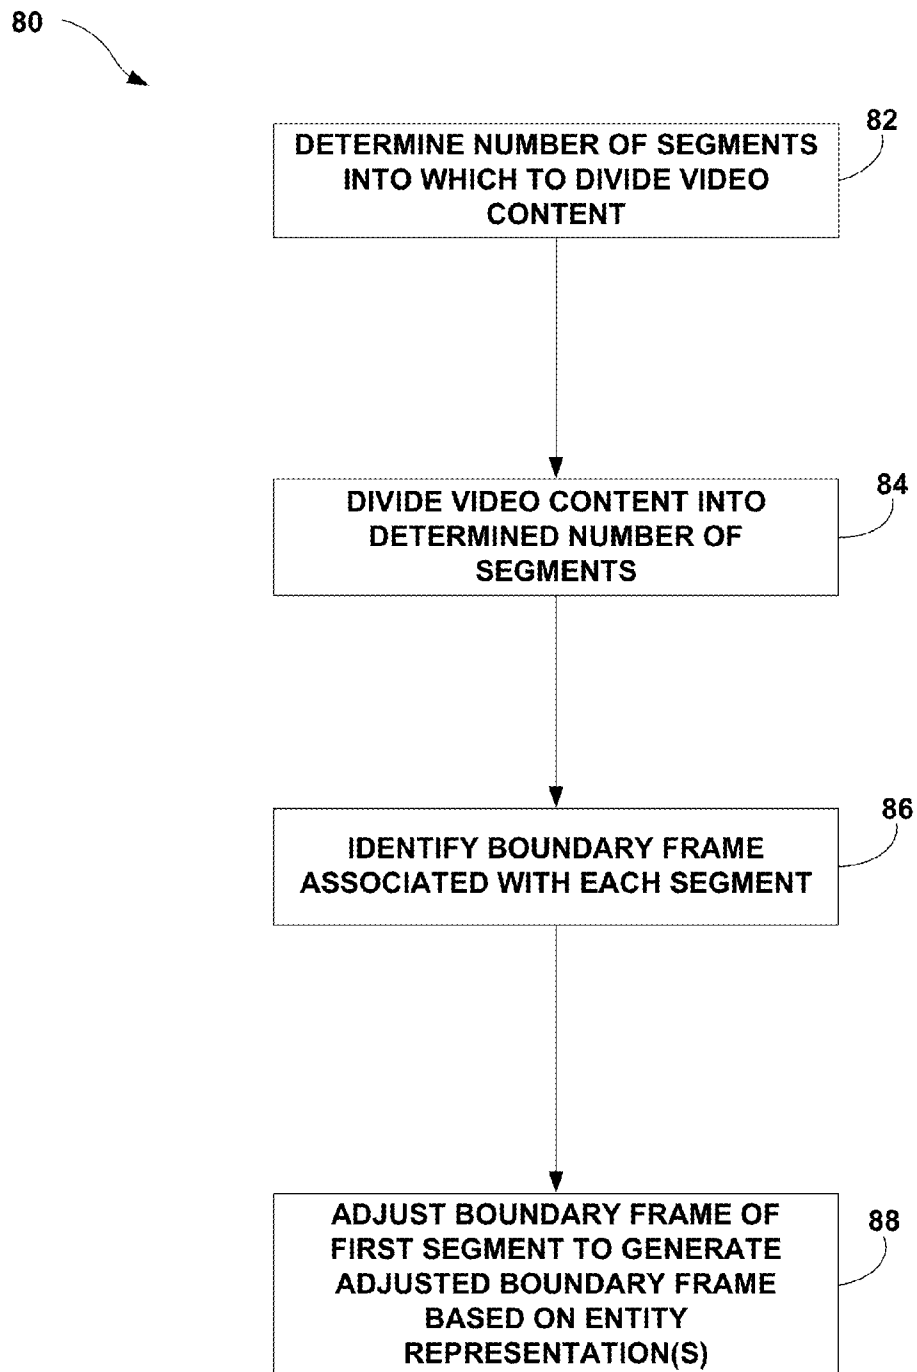 80
82
DETERMINE NUMBER OF SEGMENTS
INTO WHICH TO DIVIDE VIDEO
CONTENT
84
DIVIDE VIDEO CONTENT INTO
DETERMINED NUMBER OF
SEGMENTS
86
IDENTIFY BOUNDARY FRAME
ASSOCIATED WITH EACH SEGMENT
88
ADJUST BOUNDARY FRAME OF
FIRST SEGMENT TO GENERATE
ADJUSTED BOUNDARY FRAME
BASED ON ENTITY
REPRESENTATION(S)